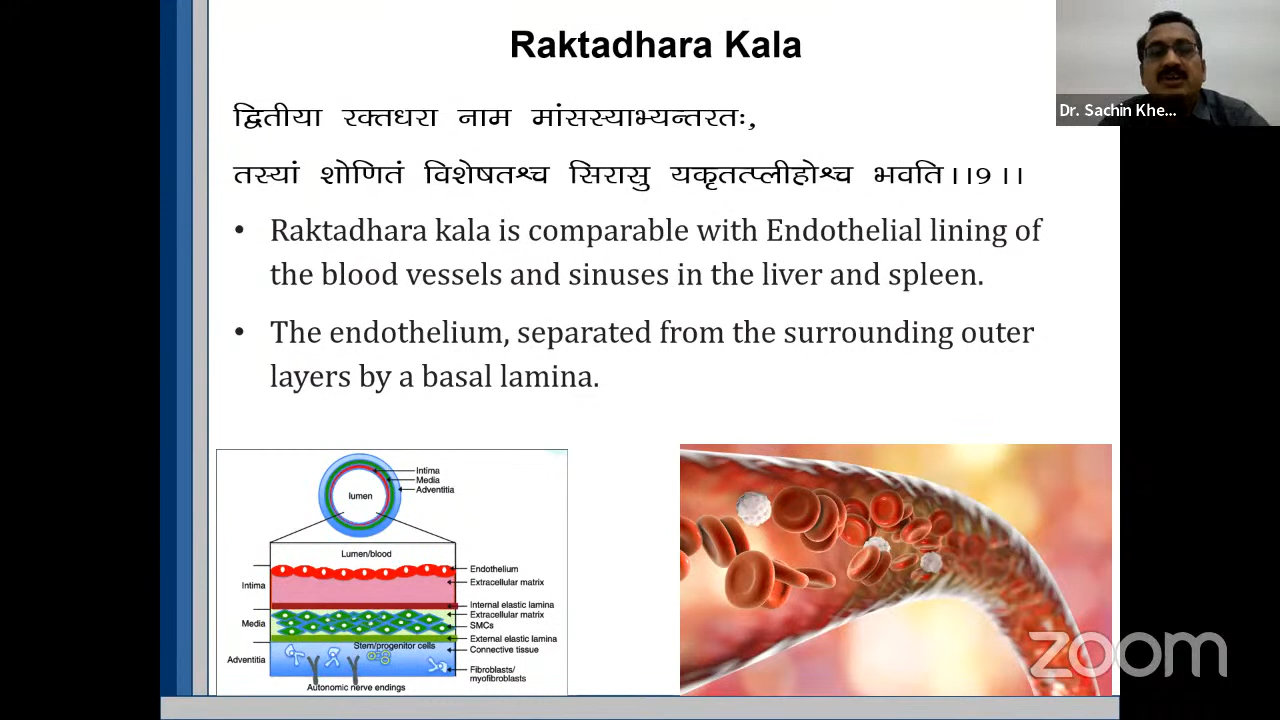 Raktadhara Kala
द्वितीया रक्तधरा नाम मांसस्याभ्यन्तरतः,
तस्यां शोणितं विशेषतश्च सिरासु यकृतत्प्लीहोश्च भवति।।9।।
• Raktadhara kala is comparable with Endothelial lining of
the blood vessels and sinuses in the liver and spleen.
• The endothelium, separated from the surrounding outer
layers by a basal lamina.
Dr. Sachin Khe...
Intima
Media
Adventitia
lumen
Lumen/blood
Endothelium
Extracellular matrix
Intima
Internal elastic lamina
Extracellular matrix
Media
SMCs
External elastic lamina
Stem/progenitor cells
Connective tissue
Adventitia
Fibroblasts/
myofibroblasts
Autonomic nerve endings
zoom